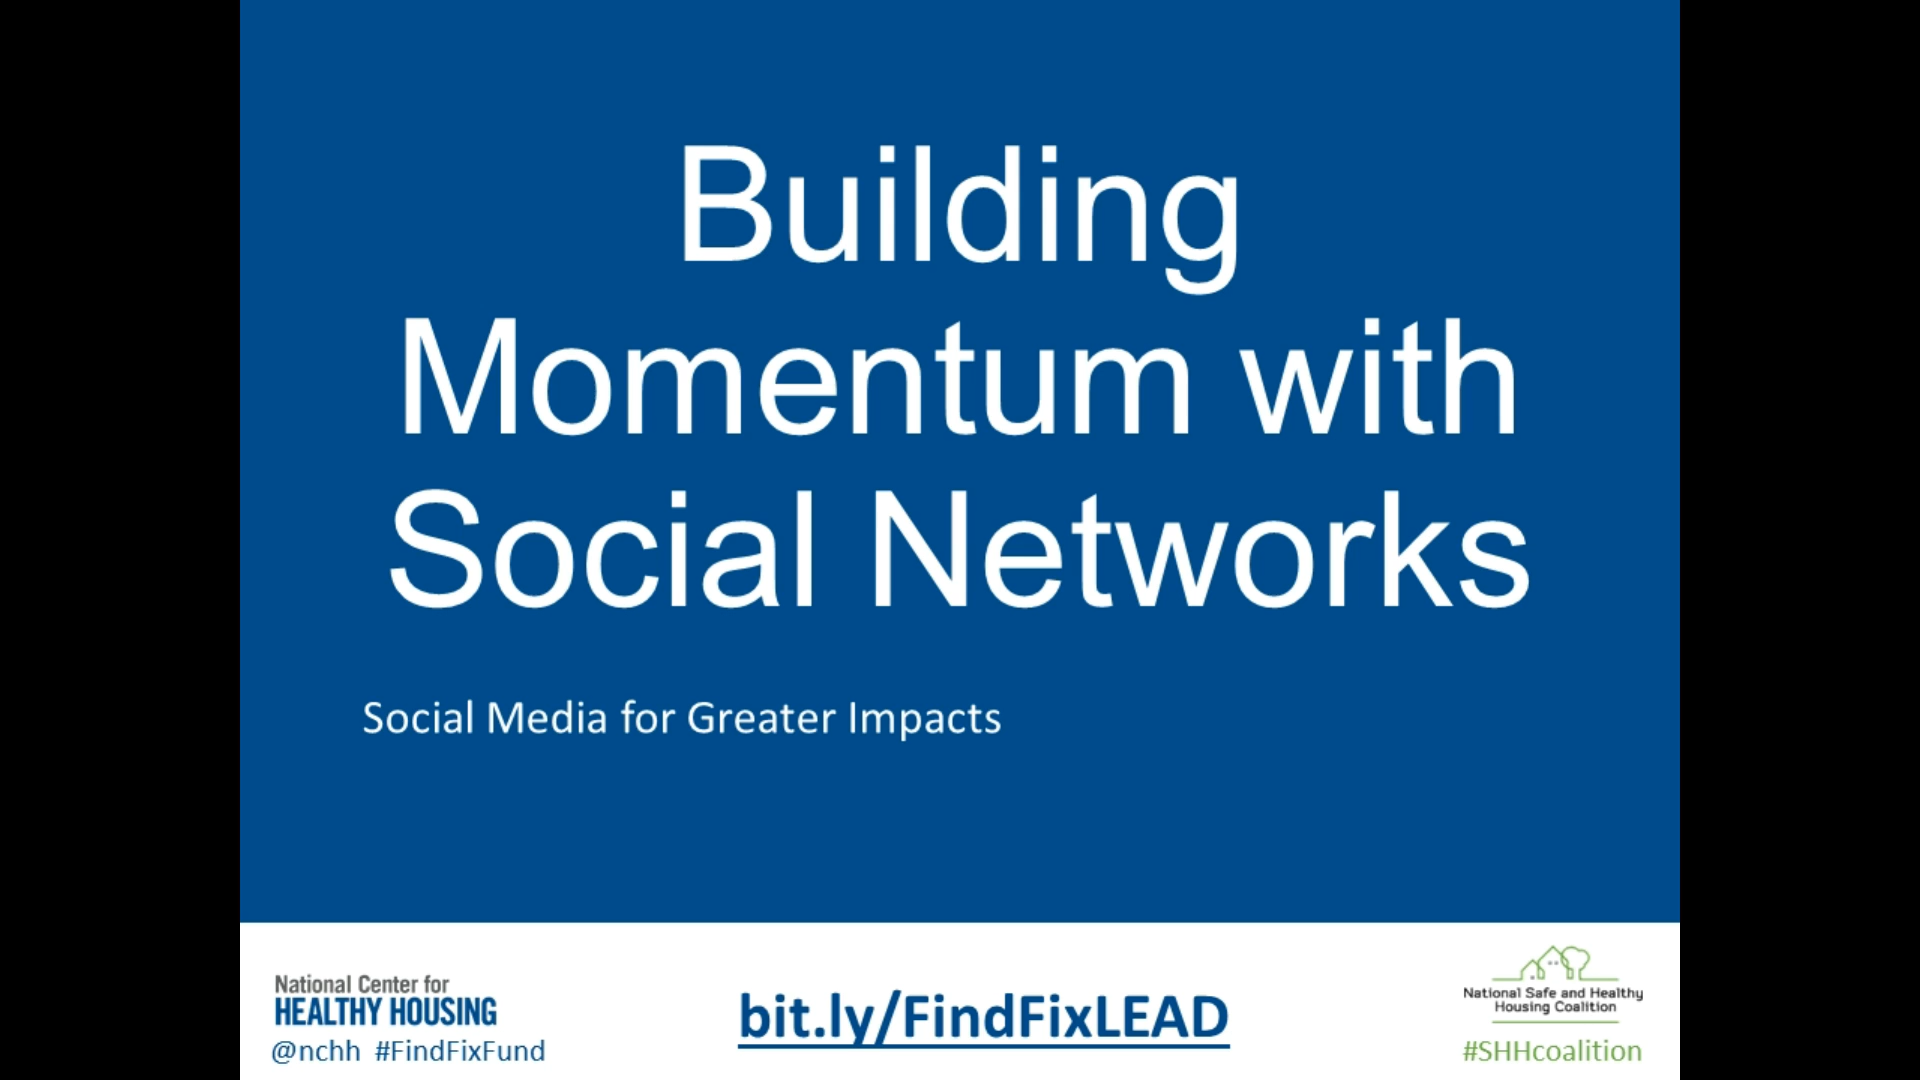 Building
Momentum with
Social Networks
Social Media for Greater Impacts
National Center for
HEALTHY HOUSING
@nchh #FindFixFund
bit.ly/FindFixLEAD
National Safe and Healthy
Housing Coalition
#SHHcoalition